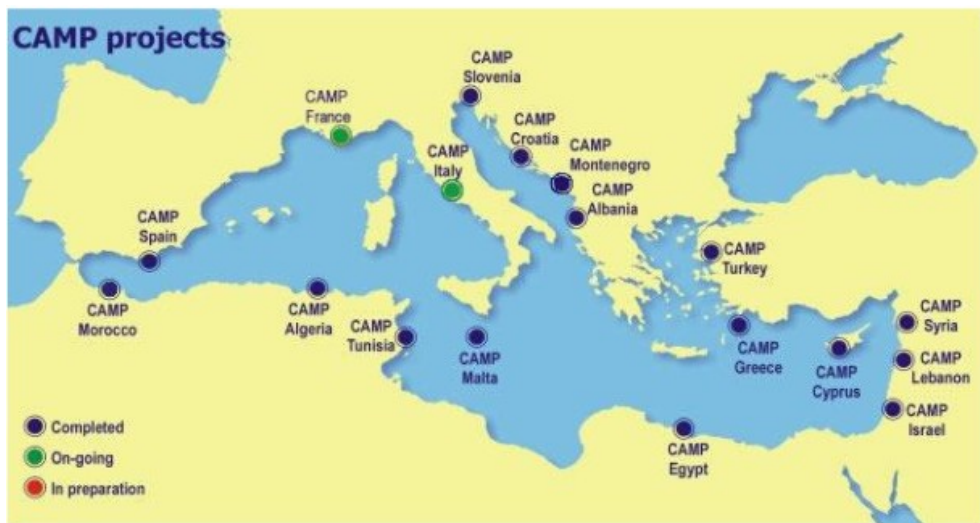 CAMP projects
CAMP
Slovenia
CAMP
France
CAMP
Croatia
CAMP
Italy
CAMP
Montenegro
CAMP
Albania
CAMP
Spain
CAMP
Turkey
CAMP
Morocco
CAMP
Algeria
CAMP
Tunisia
CAMP
Malta
CAMP
Greece
CAMP
Cyprus
CAMP
Syria
CAMP
Lebanon
CAMP
Israel
CAMP
Egypt
Completed
On-going
In preparation